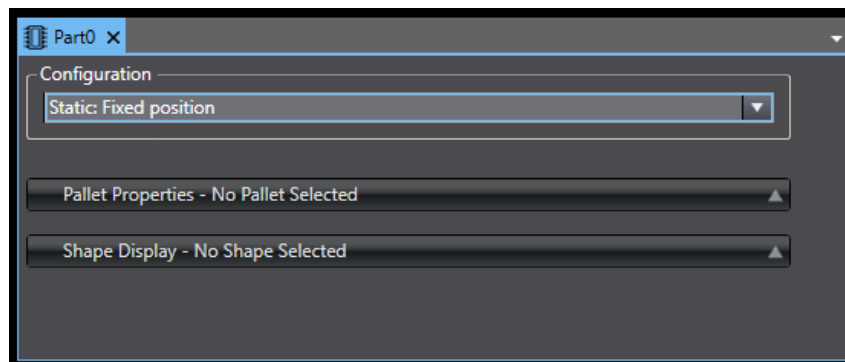 Part0
Configuration
Static: Fixed position
Pallet Properties - No Pallet Selected
Shape Display - No Shape Selected